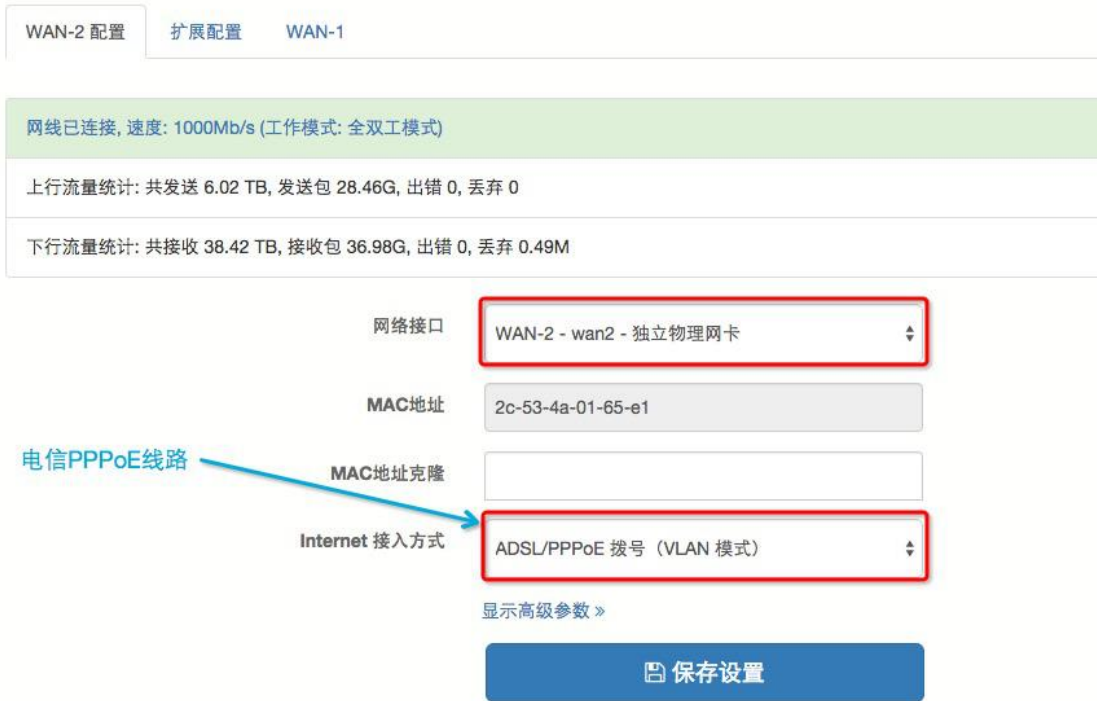 WAN-2 配置 扩展配置 WAN-1
网线已连接, 速度: 1000Mb/s (工作模式: 全双工模式)
上行流量统计: 共发送 6.02 TB, 发送包 28.46G, 出错 0, 丢弃 0
下行流量统计: 共接收 38.42 TB, 接收包 36.98G, 出错 0, 丢弃 0.49M
网络接口 WAN-2 - wan2 - 独立物理网卡
MAC地址 2c-53-4a-01-65-e1
电信PPPoE线路
MAC地址克隆
Internet 接入方式 ADSL/PPPoE 拨号（VLAN 模式）
显示高级参数 »
保存设置